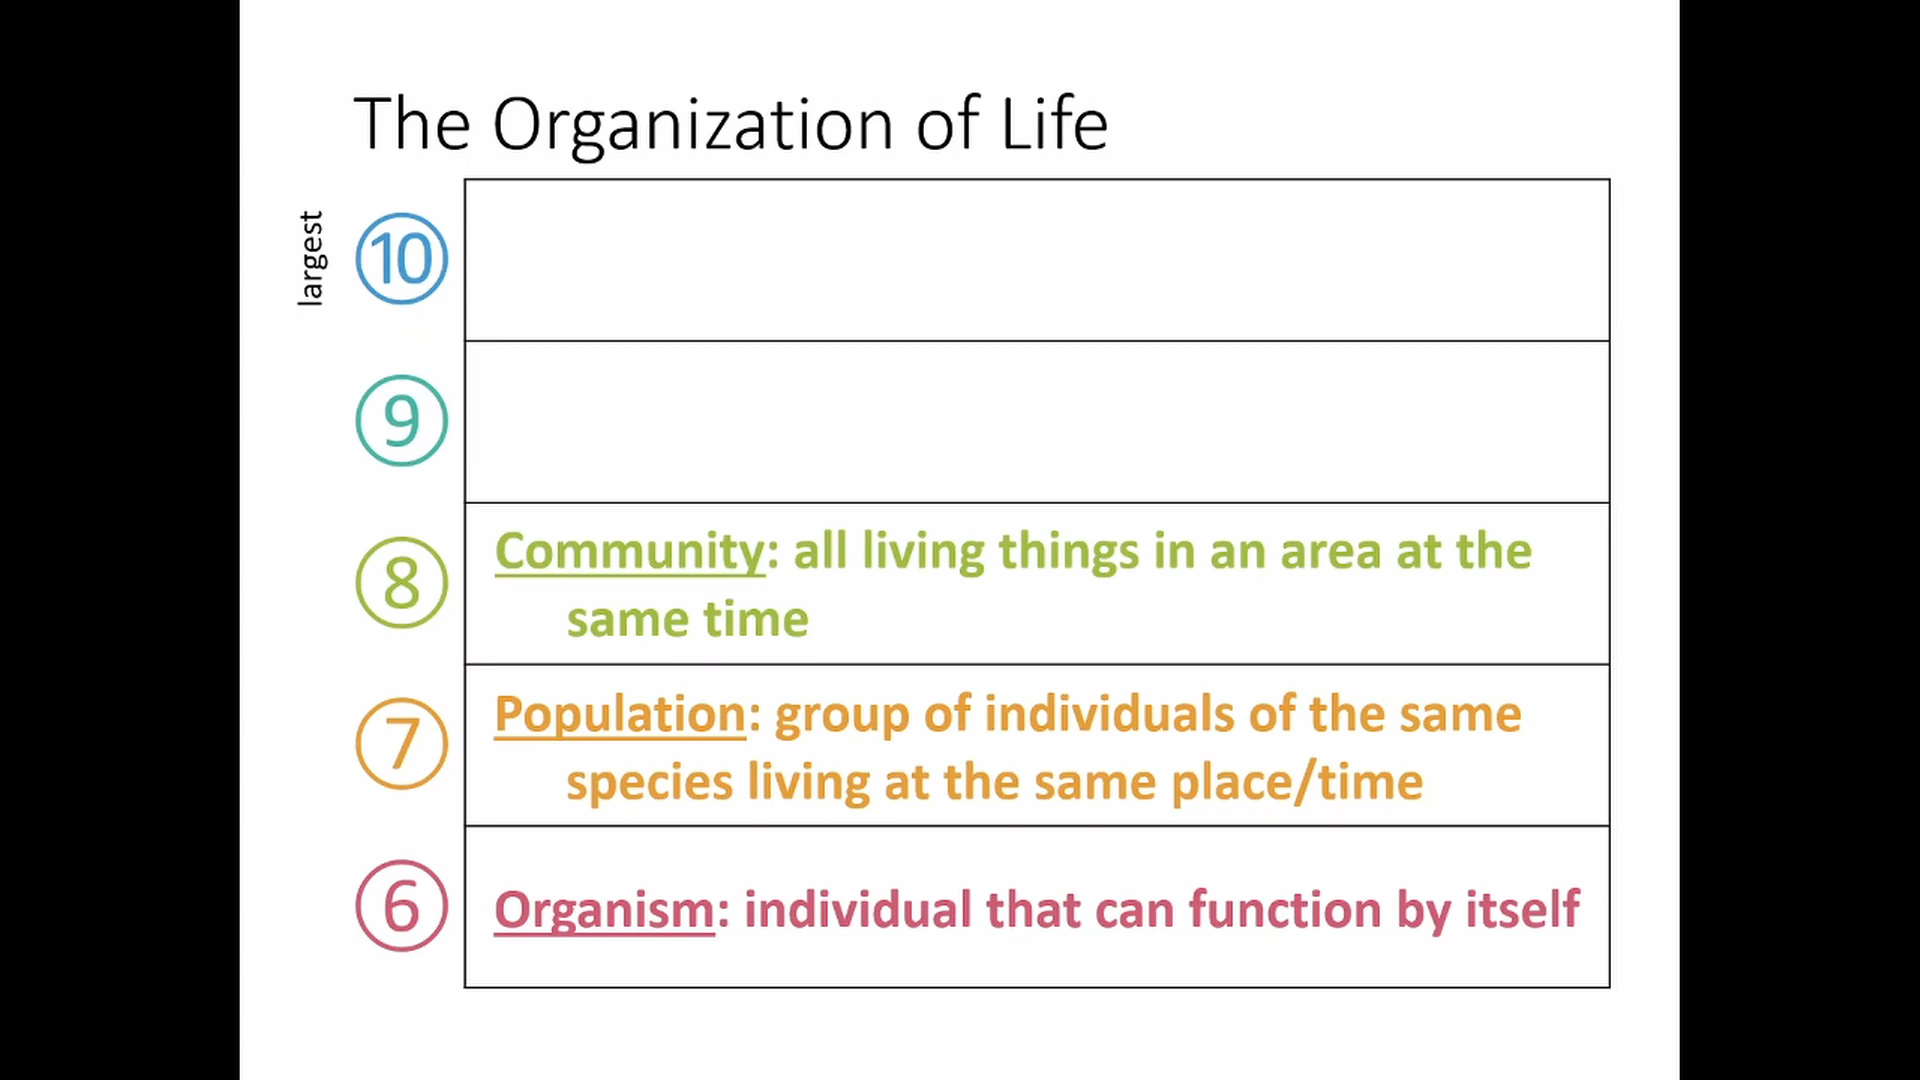 The Organization of Life
largest
10
9
8
Community: all living things in an area at the
same time
7
Population: group of individuals of the same
species living at the same place/time
6
Organism: individual that can function by itself